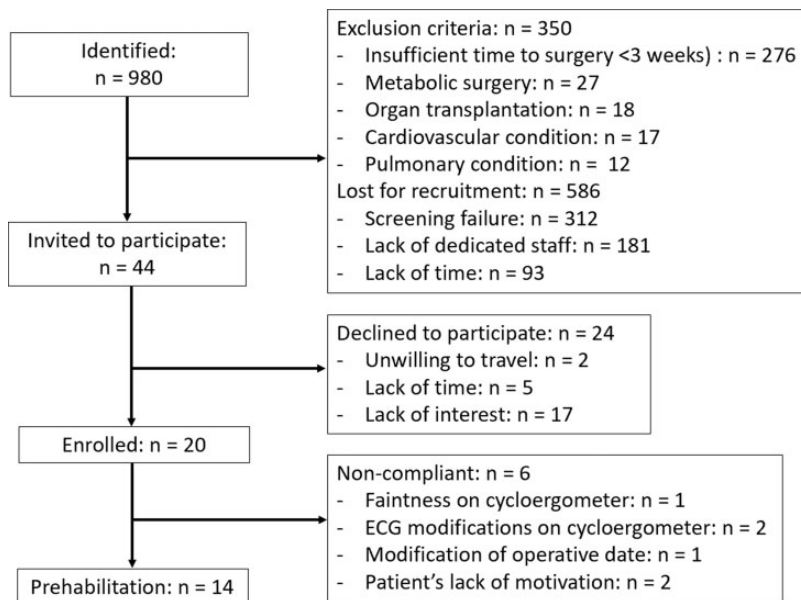 Identified:
n = 980
Exclusion criteria: n = 350
- Insufficient time to surgery <3 weeks) : n = 276
- Metabolic surgery: n = 27
- Organ transplantation: n = 18
- Cardiovascular condition: n = 17
- Pulmonary condition: n =  12
Lost for recruitment: n = 586
- Screening failure: n = 312
- Lack of dedicated staff: n = 181
- Lack of time: n = 93
Invited to participate:
n = 44
Declined to participate: n = 24
- Unwilling to travel: n = 2
- Lack of time: n = 5
- Lack of interest: n = 17
Enrolled: n = 20
Non-compliant: n = 6
- Faintness on cycloergometer: n = 1
- ECG modifications on cycloergometer: n = 2
- Modification of operative date: n = 1
- Patient's lack of motivation: n = 2
Prehabilitation: n = 14